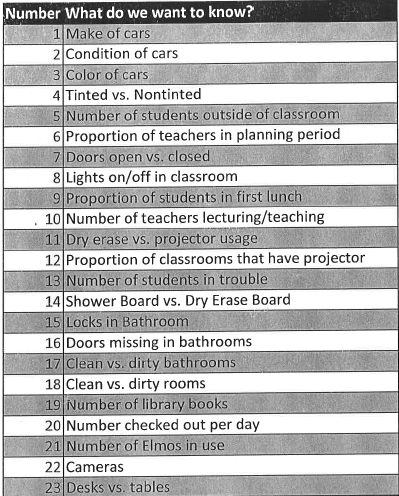 Number What do we want to know?
1 Make of cars
2 Condition of cars
3 Color of cars
4 Tinted vs. Nontinted
5 Number of students outside of classroom
6 Proportion of teachers in planning period
7 Doors open vs. closed
8 Lights on/off in classroom
9 Proportion of students in first lunch
10 Number of teachers lecturing/teaching
11 Dry erase vs. projector usage
12 Proportion of classrooms that have projector
13 Number of students in trouble
14 Shower Board vs. Dry Erase Board
15 Locks in Bathroom
16 Doors missing in bathrooms
17 Clean vs. dirty bathrooms
18 Clean vs. dirty rooms
19 Number of library books
20 Number checked out per day
21 Number of Elmos in use
22 Cameras
23 Desks vs. tables